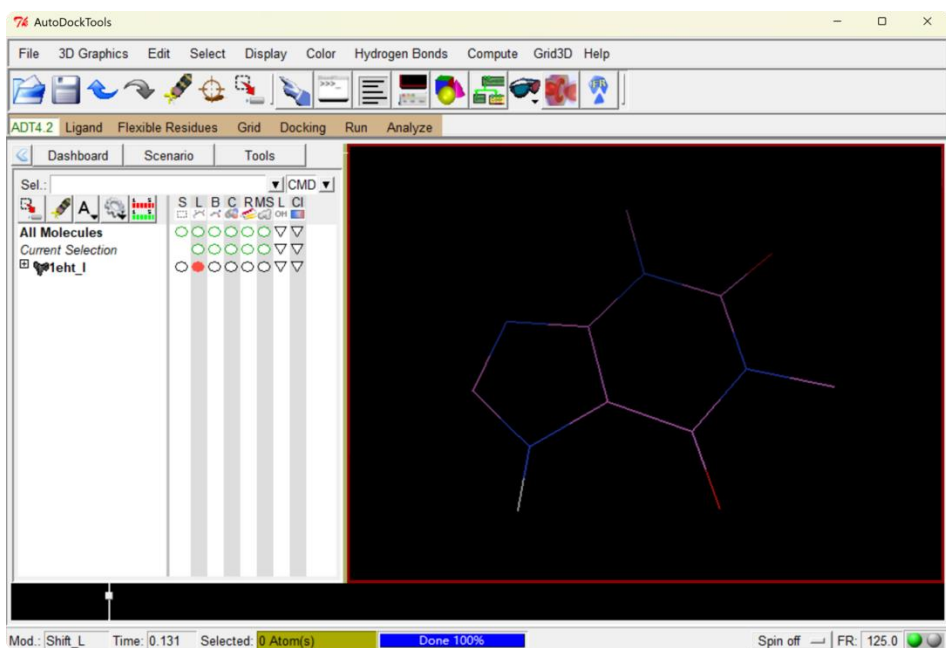 AutoDockTools
File 3D Graphics Edit Select Display Color Hydrogen Bonds Compute Grid3D Help
ADT4.2 Ligand Flexible Residues Grid Docking Run Analyze
Dashboard Scenario Tools
Sel.: CMD
A S L B C R MS L Cl
All Molecules
Current Selection
1eht_l
Mod.: Shift_L Time: 0.131 Selected: 0 Atom(s) Done 100% Spin off FR: 125.0